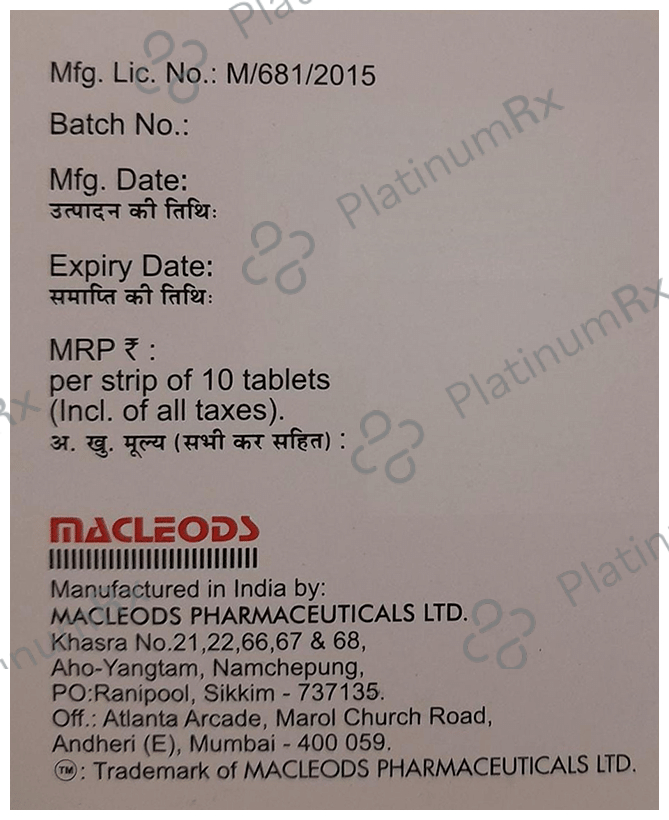 Mfg. Lic. No.: M/681/2015
Batch No.:
Mfg. Date:
उत्पादन की तिथिः
Expiry Date:
समाप्ति की तिथिः
MRP ₹ :
per strip of 10 tablets
(Incl. of all taxes).
अ. खु. मूल्य (सभी कर सहित) :
MACLEODS
Manufactured in India by:
MACLEODS PHARMACEUTICALS LTD.
Khasra No.21,22,66,67 & 68,
Aho-Yangtam, Namchepung,
PO:Ranipool, Sikkim - 737135.
Off.: Atlanta Arcade, Marol Church Road,
Andheri (E), Mumbai - 400 059.
TM: Trademark of MACLEODS PHARMACEUTICALS LTD.
PlatinumRx
PlatinumRx